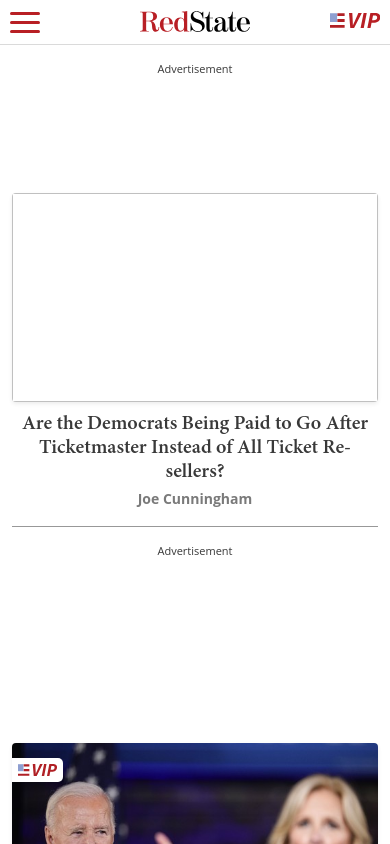 RedState
VIP
Advertisement
Are the Democrats Being Paid to Go After
Ticketmaster Instead of All Ticket Re-
sellers?
Joe Cunningham
Advertisement
VIP